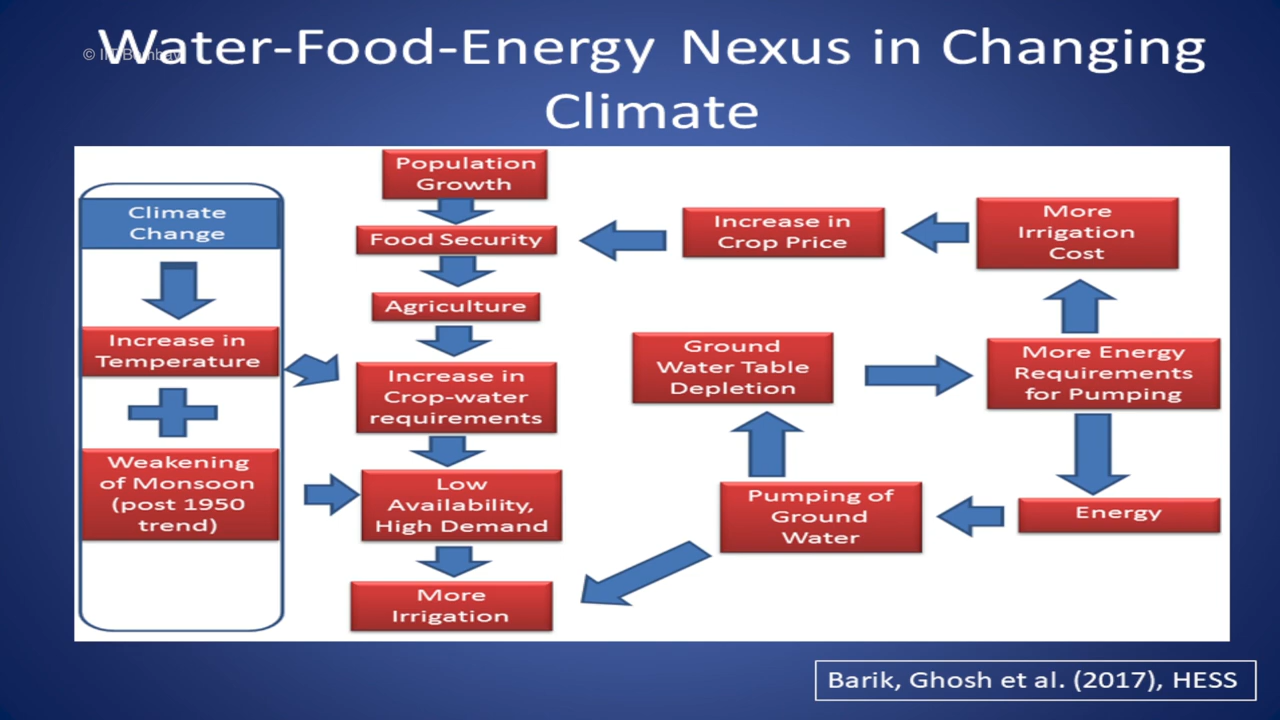 Water-Food-Energy Nexus in Changing
Climate
© IIT Bombay
Population
Growth
Climate
Change
Food Security
Increase in
Crop Price
More
Irrigation
Cost
Agriculture
Increase in
Temperature
Increase in
Crop-water
requirements
Ground
Water Table
Depletion
More Energy
Requirements
for Pumping
Weakening
of Monsoon
(post 1950
trend)
Low
Availability,
High Demand
Pumping of
Ground
Water
Energy
More
Irrigation
Barik, Ghosh et al. (2017), HESS